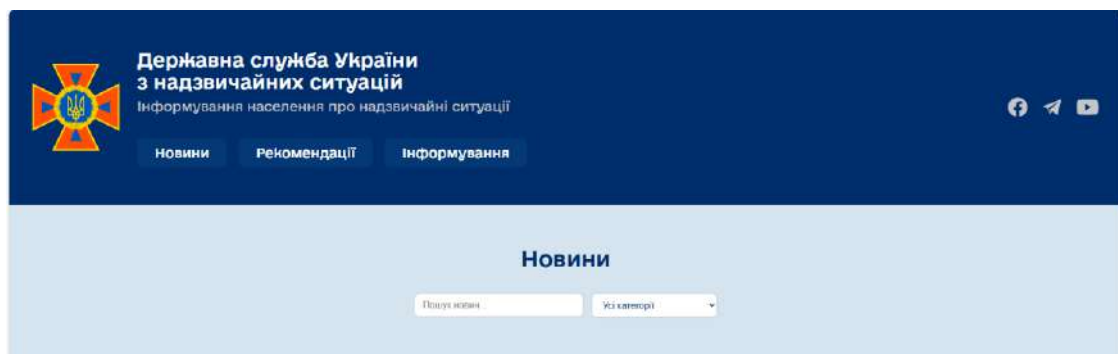 Державна служба України
з надзвичайних ситуацій
Інформування населення про надзвичайні ситуації
Новини Рекомендації Інформування
Новини
Пошук новин... Усі категорії